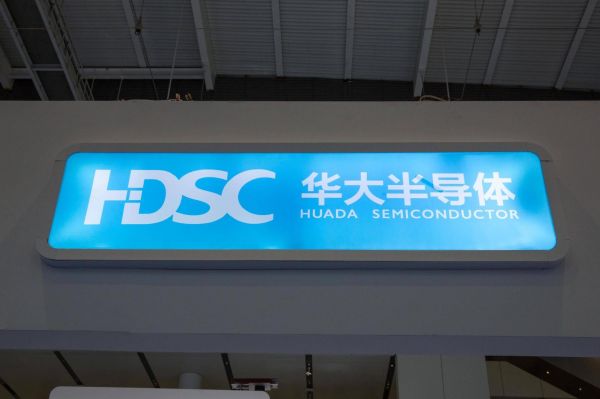 HDSC 华大半导体
HUADA SEMICONDUCTOR